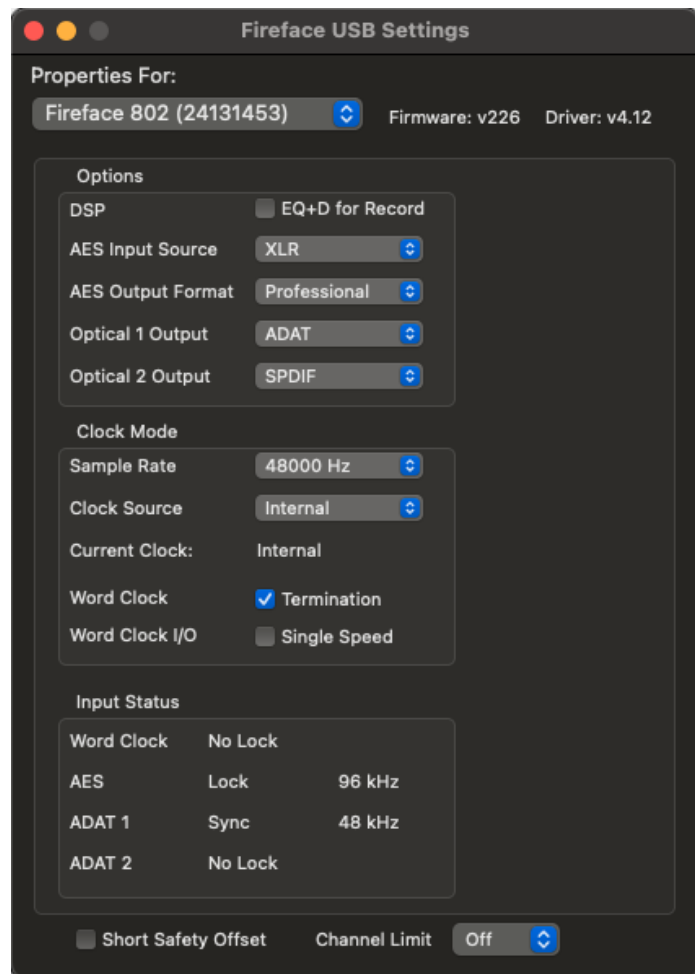 Fireface USB Settings
Properties For:
Fireface 802 (24131453) Firmware: v226 Driver: v4.12
Options
DSP EQ+D for Record
AES Input Source XLR
AES Output Format Professional
Optical 1 Output ADAT
Optical 2 Output SPDIF
Clock Mode
Sample Rate 48000 Hz
Clock Source Internal
Current Clock: Internal
Word Clock Termination
Word Clock I/O Single Speed
Input Status
Word Clock No Lock
AES Lock 96 kHz
ADAT 1 Sync 48 kHz
ADAT 2 No Lock
Short Safety Offset Channel Limit Off